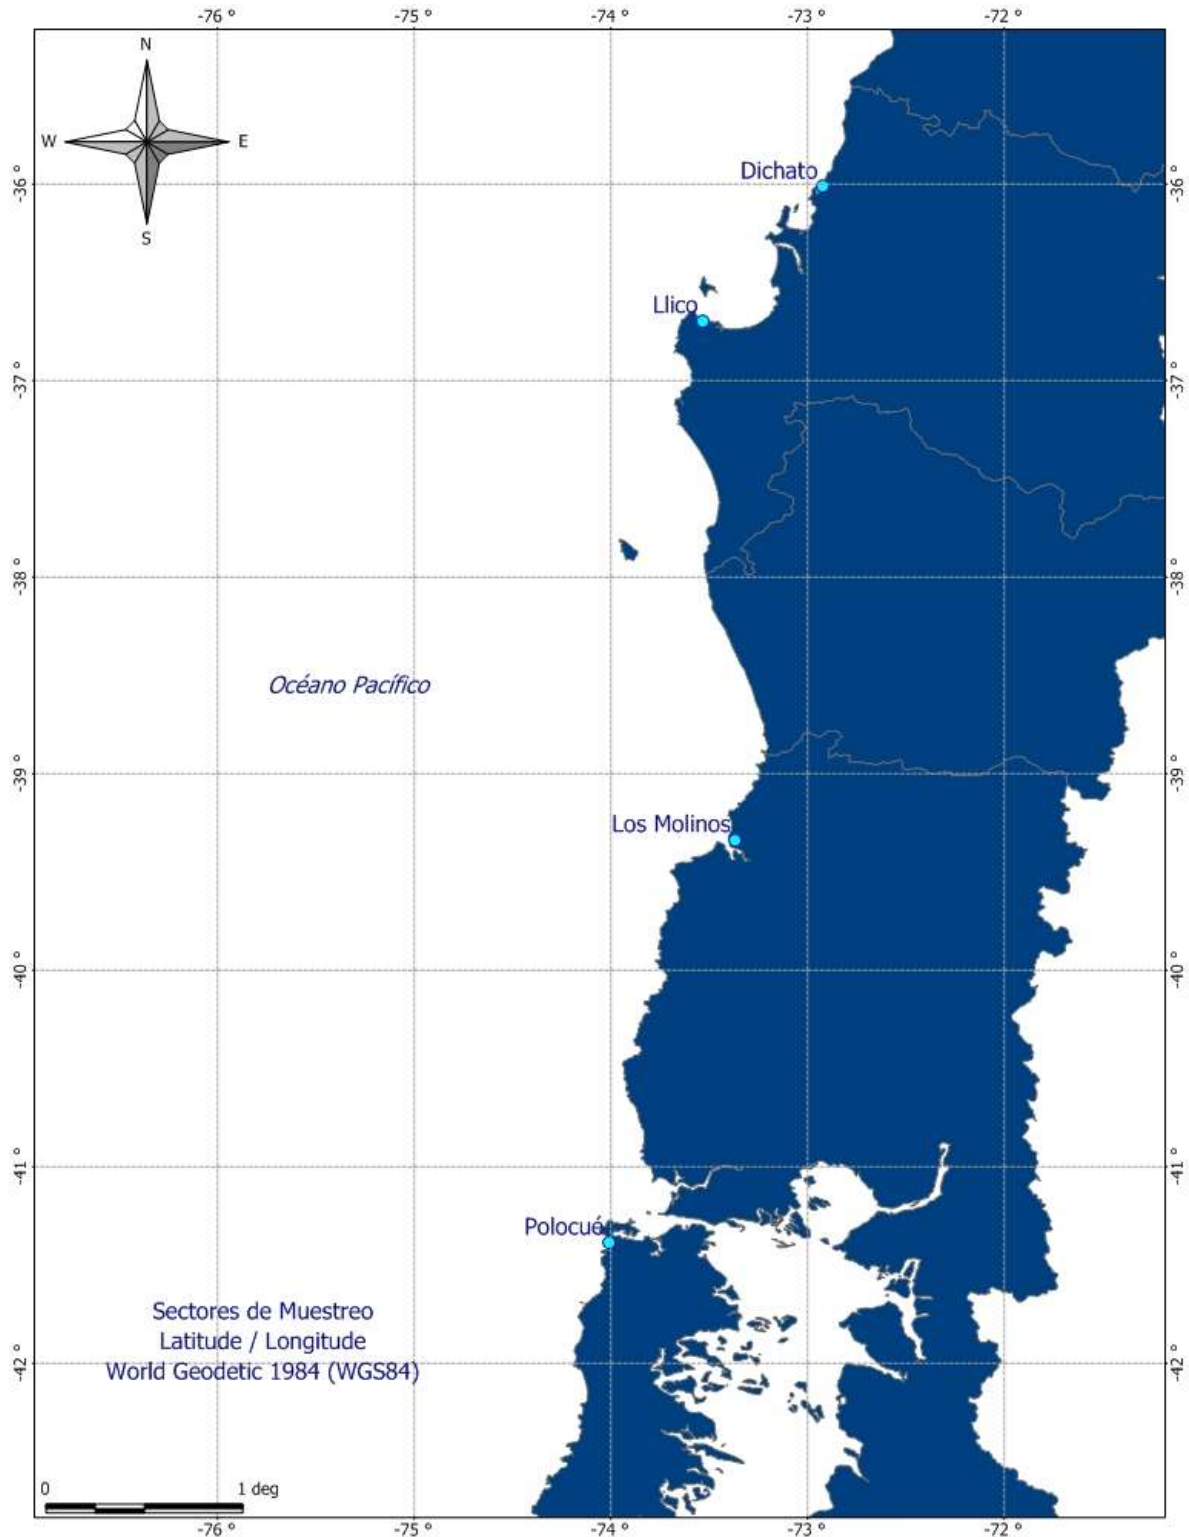 -76 °
-75 °
-74 °
-73 °
-72 °
N
W
E
S
Dichato
-36 °
-36 °
Llico
-37 °
-37 °
-38 °
-38 °
Océano Pacífico
-39 °
-39 °
Los Molinos
-40 °
-40 °
-41 °
-41 °
Polocué
Sectores de Muestreo
Latitude / Longitude
World Geodetic 1984 (WGS84)
-42 °
-42 °
0
1 deg
-76 °
-75 °
-74 °
-73 °
-72 °